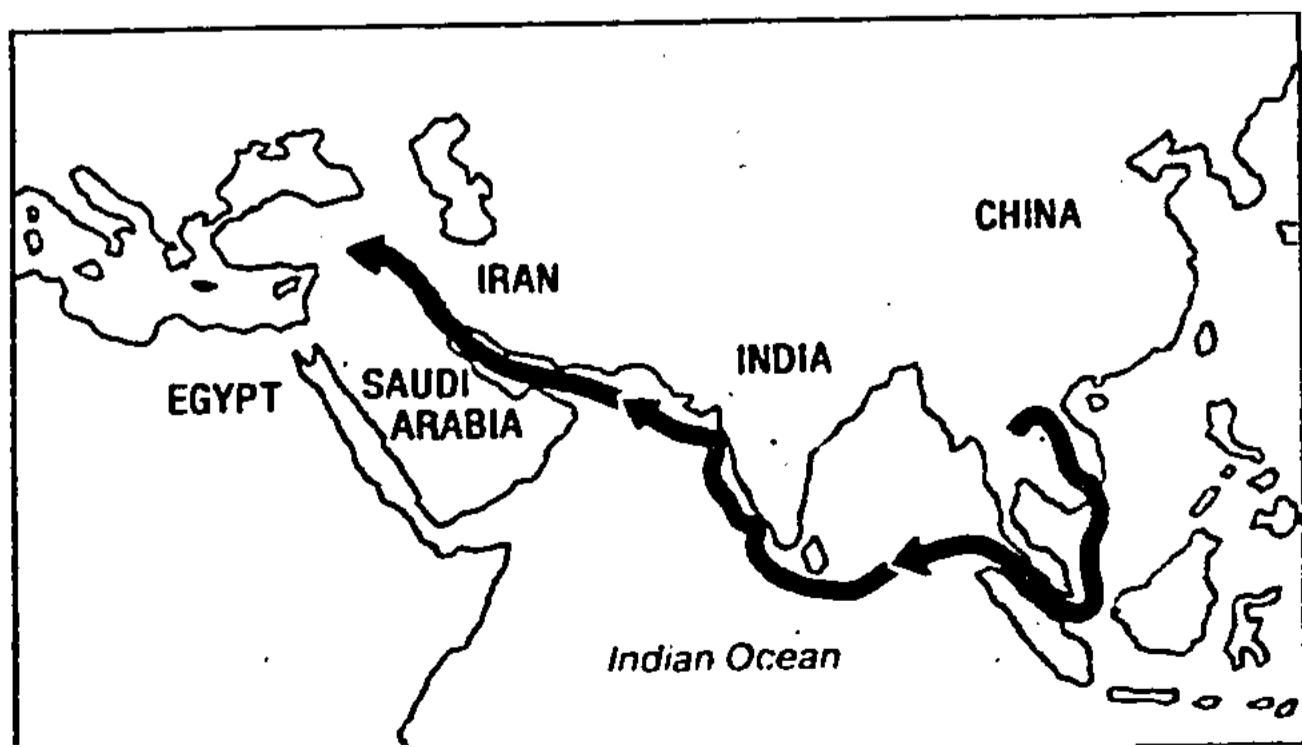 CHINA
IRAN
INDIA
EGYPT
SAUDI
ARABIA
Indian Ocean